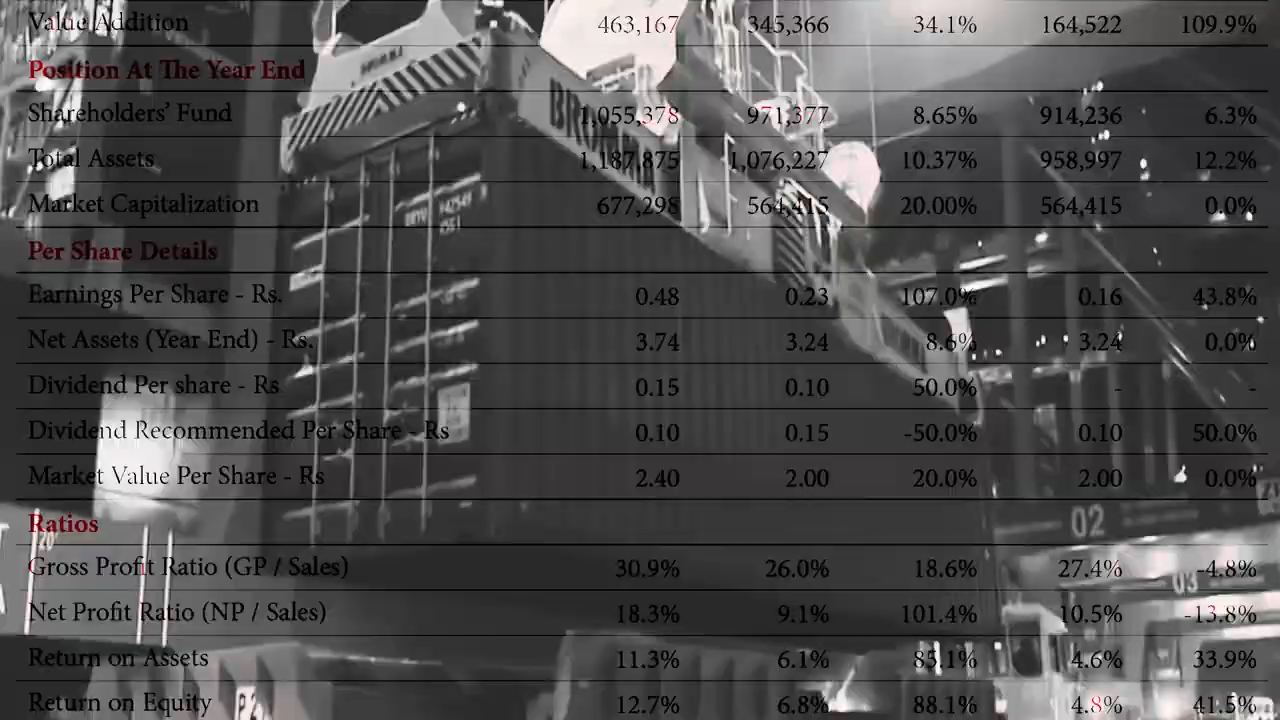 Value Addition 463,167 345,366 34.1% 164,522 109.9%
Position At The Year End
Shareholders' Fund 1,055,378 971,377 8.65% 914,236 6.3%
Total Assets 1,187,875 1,076,227 10.37% 958,997 12.2%
Market Capitalization 677,298 564,415 20.00% 564,415 0.0%
Per Share Details
Earnings Per Share - Rs. 0.48 0.23 107.0% 0.16 43.8%
Net Assets (Year End) - Rs. 3.74 3.24 8.6% 3.24 0.0%
Dividend Per share - Rs 0.15 0.10 50.0% - -
Dividend Recommended Per Share - Rs 0.10 0.15 -50.0% 0.10 50.0%
Market Value Per Share - Rs 2.40 2.00 20.0% 2.00 0.0%
Ratios
02
Gross Profit Ratio (GP / Sales) 30.9% 26.0% 18.6% 27.4% -4.8%
03
Net Profit Ratio (NP / Sales) 18.3% 9.1% 101.4% 10.5% -13.8%
Return on Assets 11.3% 6.1% 85.1% 4.6% 33.9%
Return on Equity 12.7% 6.8% 88.1% 4.8% 41.5%